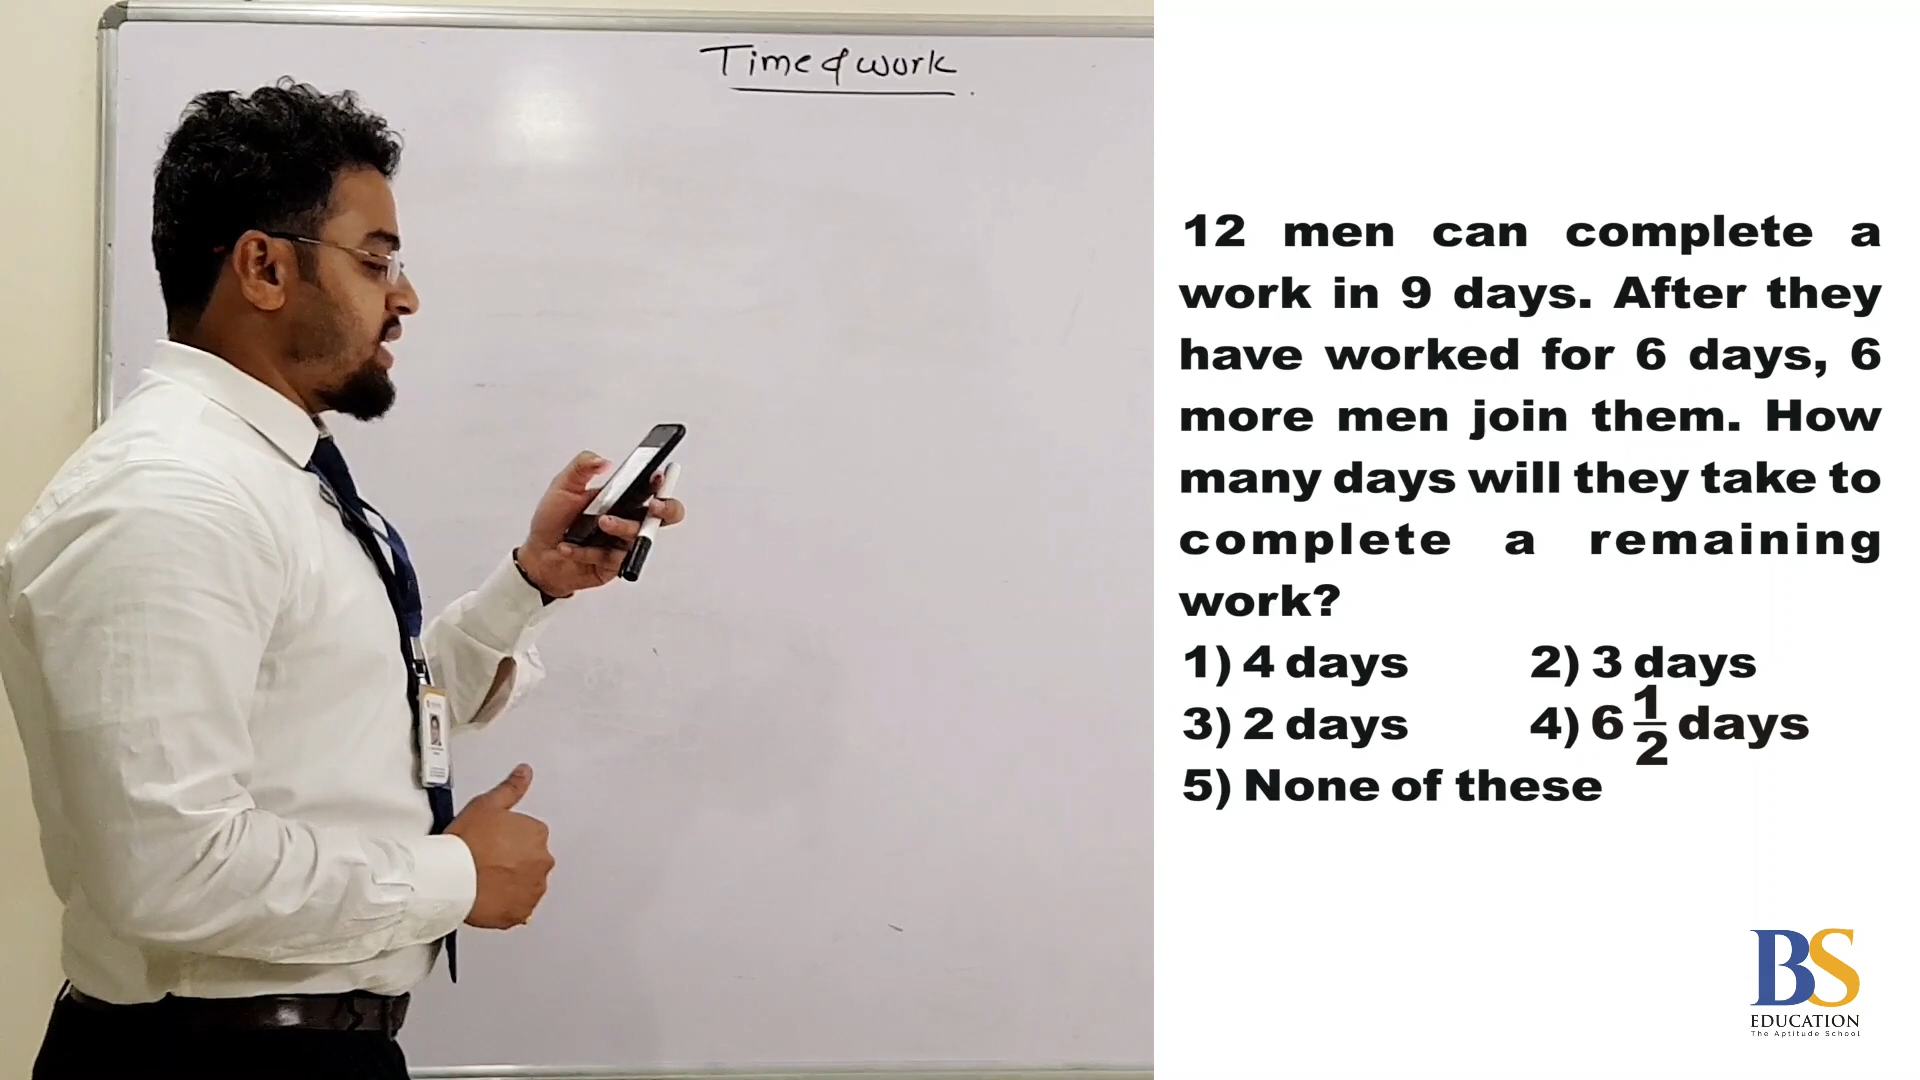 Time & work
12 men can complete a
work in 9 days. After they
have worked for 6 days, 6
more men join them. How
many days will they take to
complete a remaining
work?
1) 4 days 2) 3 days
3) 2 days 4) 6 1/2 days
5) None of these
BS
EDUCATION
The Aptitude School